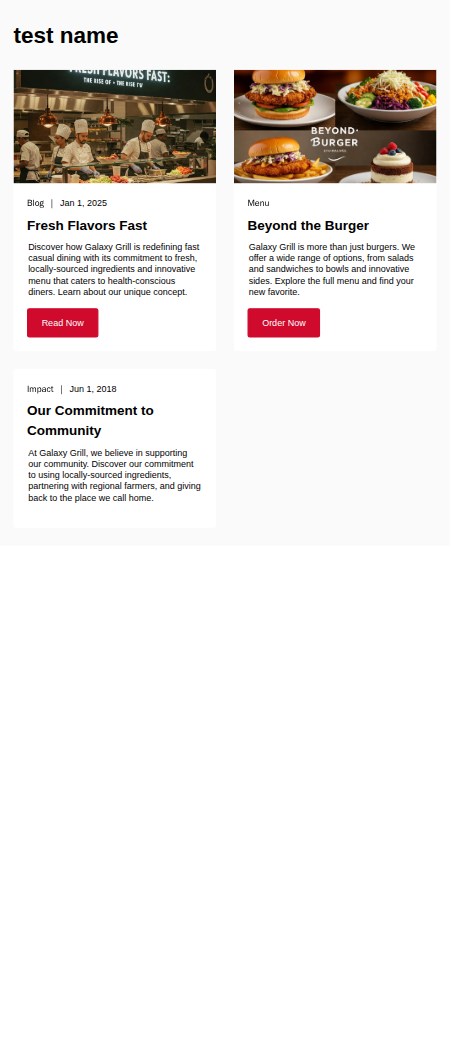 test name
FRESH FLAVORS FAST:
THE RISE OF • THE RISE TV
BEYOND·
BURGER
Blog | Jan 1, 2025
Fresh Flavors Fast
Discover how Galaxy Grill is redefining fast
casual dining with its commitment to fresh,
locally-sourced ingredients and innovative
menu that caters to health-conscious
diners. Learn about our unique concept.
Read Now
Menu
Beyond the Burger
Galaxy Grill is more than just burgers. We
offer a wide range of options, from salads
and sandwiches to bowls and innovative
sides. Explore the full menu and find your
new favorite.
Order Now
Impact | Jun 1, 2018
Our Commitment to
Community
At Galaxy Grill, we believe in supporting
our community. Discover our commitment
to using locally-sourced ingredients,
partnering with regional farmers, and giving
back to the place we call home.